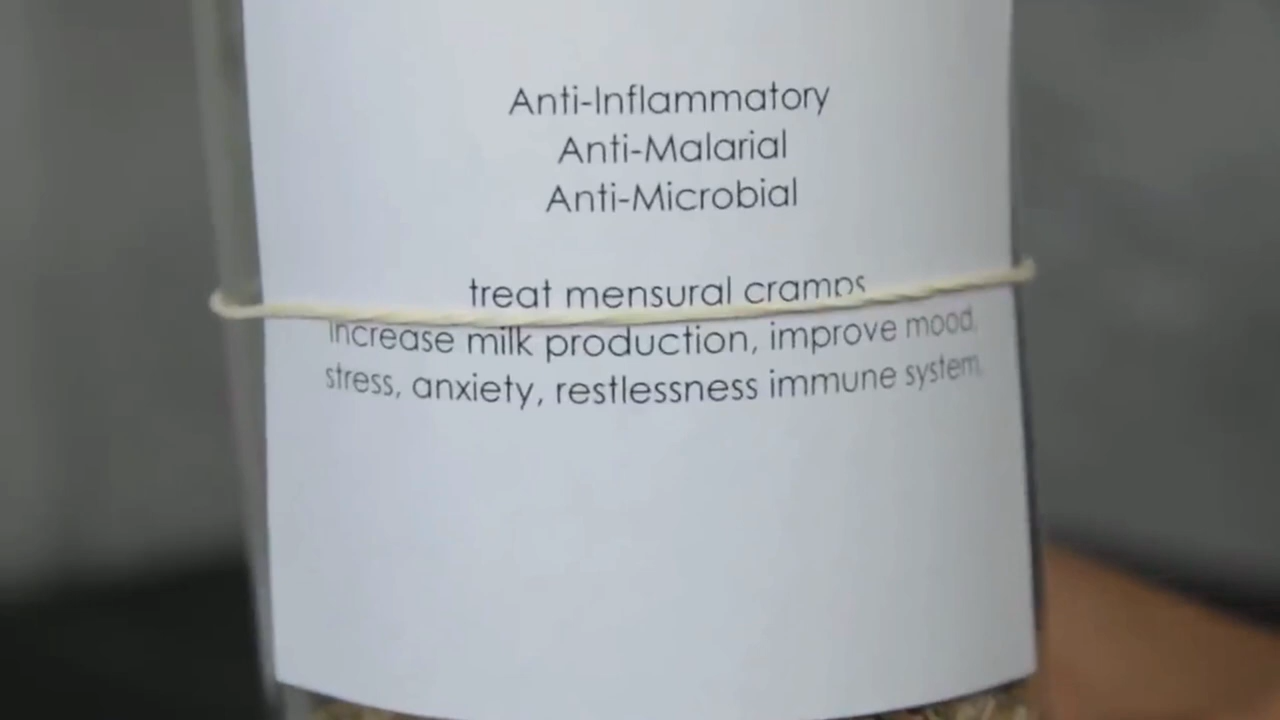 Anti-Inflammatory
Anti-Malarial
Anti-Microbial
treat mensural cramps
increase milk production, improve mood,
stress, anxiety, restlessness immune system,